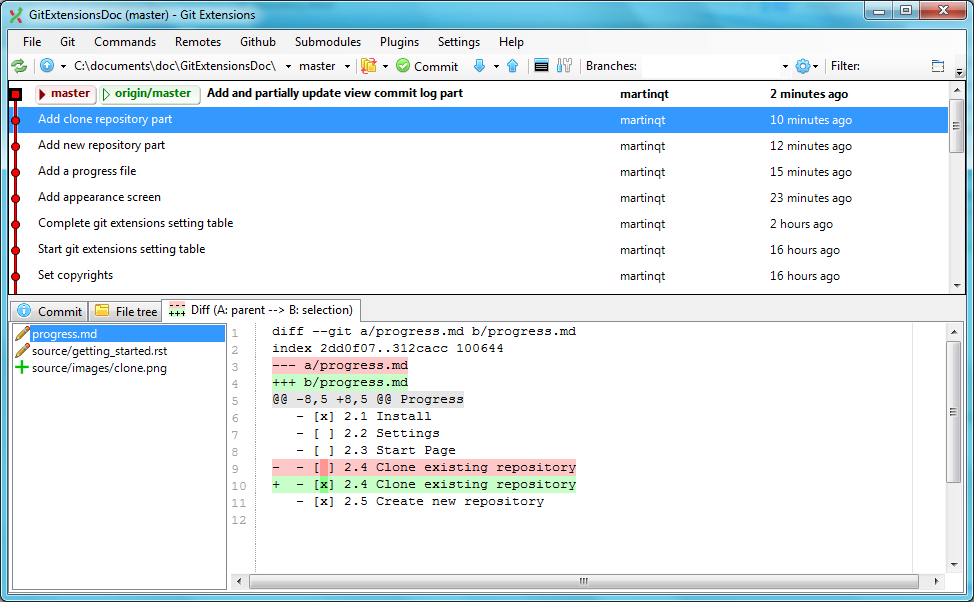 GitExtensionsDoc (master) - Git Extensions
File Git Commands Remotes Github Submodules Plugins Settings Help
C:\documents\doc\GitExtensionsDoc\ master Commit Branches: Filter:
master origin/master Add and partially update view commit log part martinqt 2 minutes ago
Add clone repository part martinqt 10 minutes ago
Add new repository part martinqt 12 minutes ago
Add a progress file martinqt 15 minutes ago
Add appearance screen martinqt 23 minutes ago
Complete git extensions setting table martinqt 2 hours ago
Start git extensions setting table martinqt 16 hours ago
Set copyrights martinqt 16 hours ago
Commit File tree Diff (A: parent --> B: selection)
progress.md
source/getting_started.rst
source/images/clone.png
1 diff --git a/progress.md b/progress.md
2 index 2dd0f07..312cacc 100644
3 --- a/progress.md
4 +++ b/progress.md
5 @@ -8,5 +8,5 @@ Progress
6 - [x] 2.1 Install
7 - [ ] 2.2 Settings
8 - [ ] 2.3 Start Page
9 - - [ ] 2.4 Clone existing repository
10 + - [x] 2.4 Clone existing repository
11 - [x] 2.5 Create new repository
12